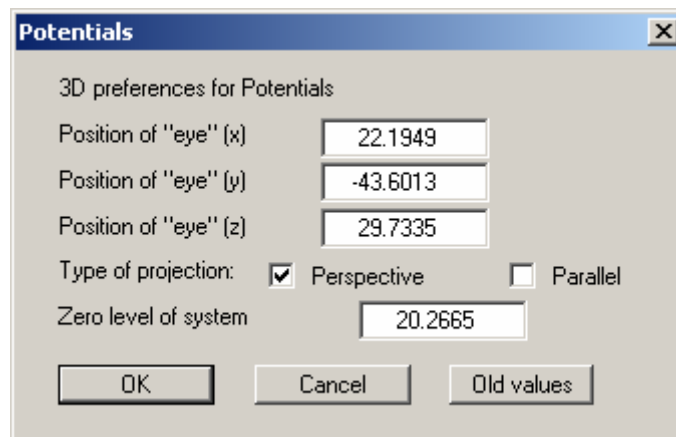 Potentials
3D preferences for Potentials
Position of "eye" (x) 22.1949
Position of "eye" (y) -43.6013
Position of "eye" (z) 29.7335
Type of projection: Perspective Parallel
Zero level of system 20.2665
OK Cancel Old values